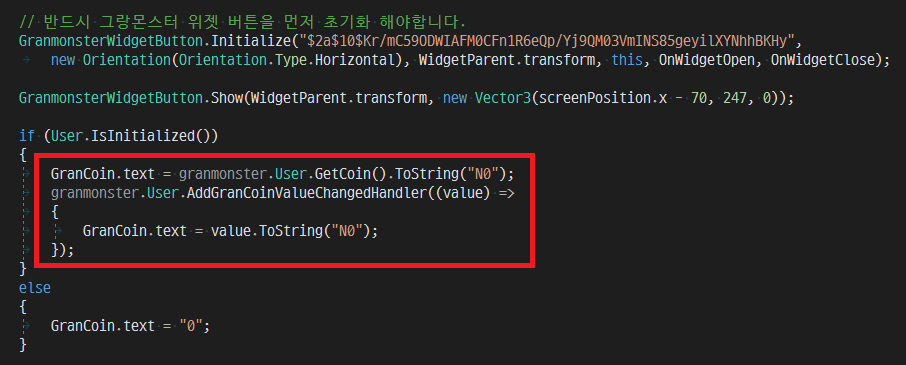 // 반드시 그랑몬스터 위젯 버튼을 먼저 초기화 해야합니다.
GranmonsterWidgetButton.Initialize("$2a$10$Kr/mC59ODWIAFM0CFn1R6eQp/Yj9QM03VmINS85geyilXYNhhBKHy",
new Orientation(Orientation.Type.Horizontal), WidgetParent.transform, this, OnWidgetOpen, OnWidgetClose);
GranmonsterWidgetButton.Show(WidgetParent.transform, new Vector3(screenPosition.x - 70, 247, 0));
if (User.IsInitialized())
{
GranCoin.text = granmonster.User.GetCoin().ToString("N0");
granmonster.User.AddGranCoinValueChangedHandler((value) =>
{
GranCoin.text = value.ToString("N0");
});
}
else
{
GranCoin.text = "0";
}